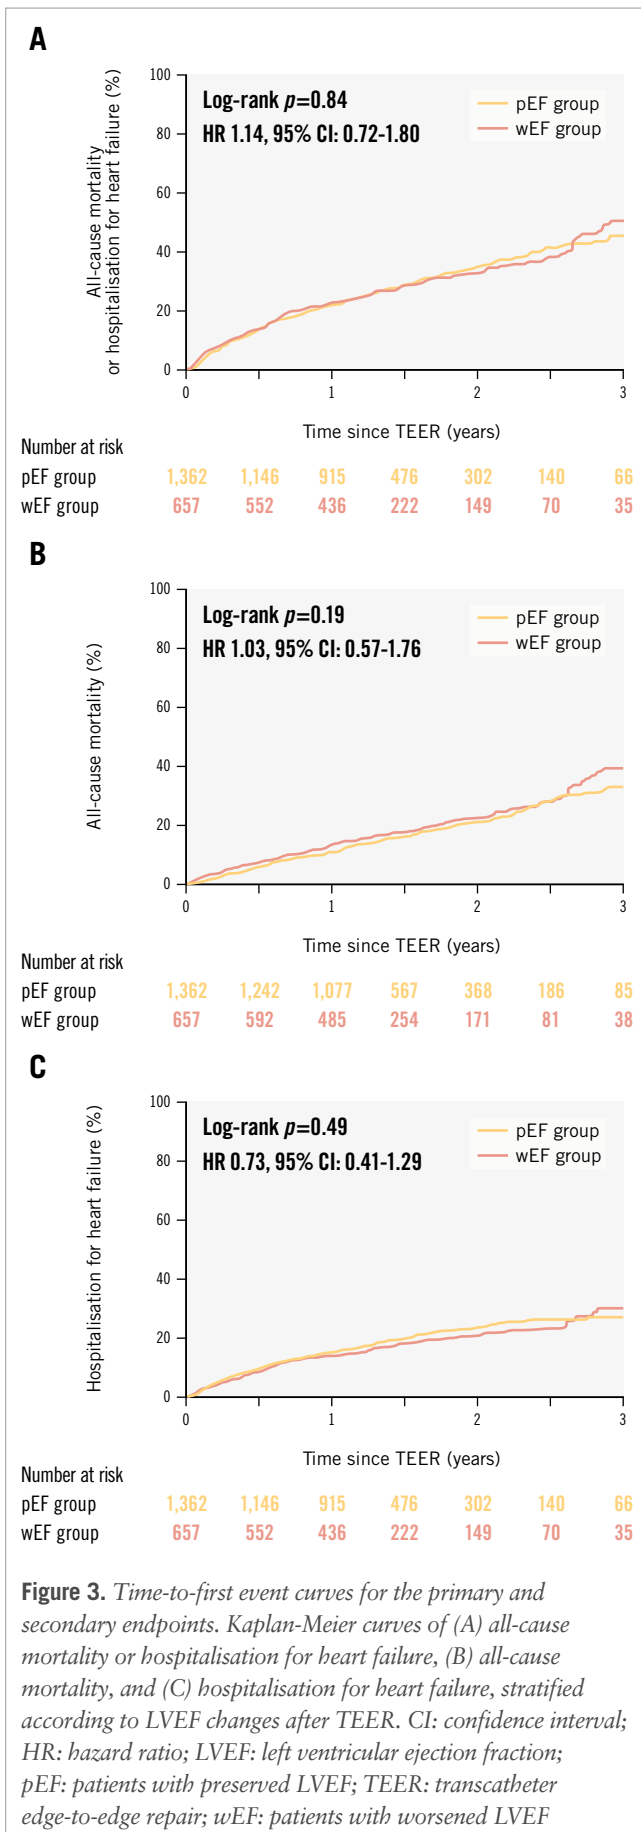 A
All-cause mortality
or hospitalisation for heart failure (%)
100
80
60
40
20
0
Log-rank p=0.84
HR 1.14, 95% CI: 0.72-1.80
pEF group
wEF group
0 1 2 3
Time since TEER (years)
Number at risk
pEF group 1,362 1,146 915 476 302 140 66
wEF group 657 552 436 222 149 70 35
B
All-cause mortality (%)
100
80
60
40
20
0
Log-rank p=0.19
HR 1.03, 95% CI: 0.57-1.76
pEF group
wEF group
0 1 2 3
Time since TEER (years)
Number at risk
pEF group 1,362 1,242 1,077 567 368 186 85
wEF group 657 592 485 254 171 81 38
C
Hospitalisation for heart failure (%)
100
80
60
40
20
0
Log-rank p=0.49
HR 0.73, 95% CI: 0.41-1.29
pEF group
wEF group
0 1 2 3
Time since TEER (years)
Number at risk
pEF group 1,362 1,146 915 476 302 140 66
wEF group 657 552 436 222 149 70 35
Figure 3. Time-to-first event curves for the primary and
secondary endpoints. Kaplan-Meier curves of (A) all-cause
mortality or hospitalisation for heart failure, (B) all-cause
mortality, and (C) hospitalisation for heart failure, stratified
according to LVEF changes after TEER. CI: confidence interval;
HR: hazard ratio; LVEF: left ventricular ejection fraction;
pEF: patients with preserved LVEF; TEER: transcatheter
edge-to-edge repair; wEF: patients with worsened LVEF